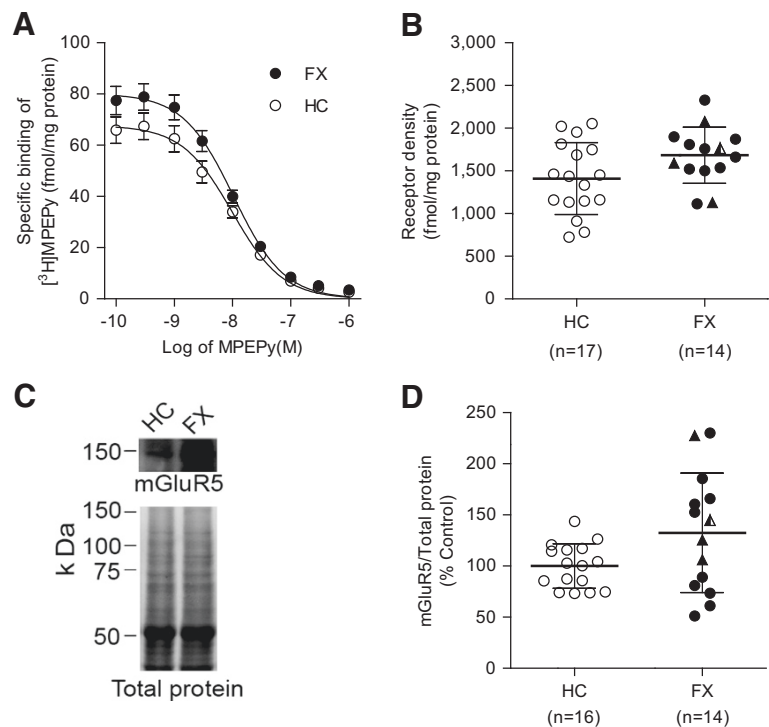 A
Specific binding of
[³H]MPEPy (fmol/mg protein)
100
80
60
40
20
0
-10
-9
-8
-7
-6
Log of MPEPy(M)
FX
HC
B
Receptor density
(fmol/mg protein)
3,000
2,500
2,000
1,500
1,000
500
0
HC
FX
(n=17)
(n=14)
C
HC
FX
150
mGluR5
k Da
150
100
75
50
Total protein
D
mGluR5/Total protein
(% Control)
250
200
150
100
50
0
HC
FX
(n=16)
(n=14)